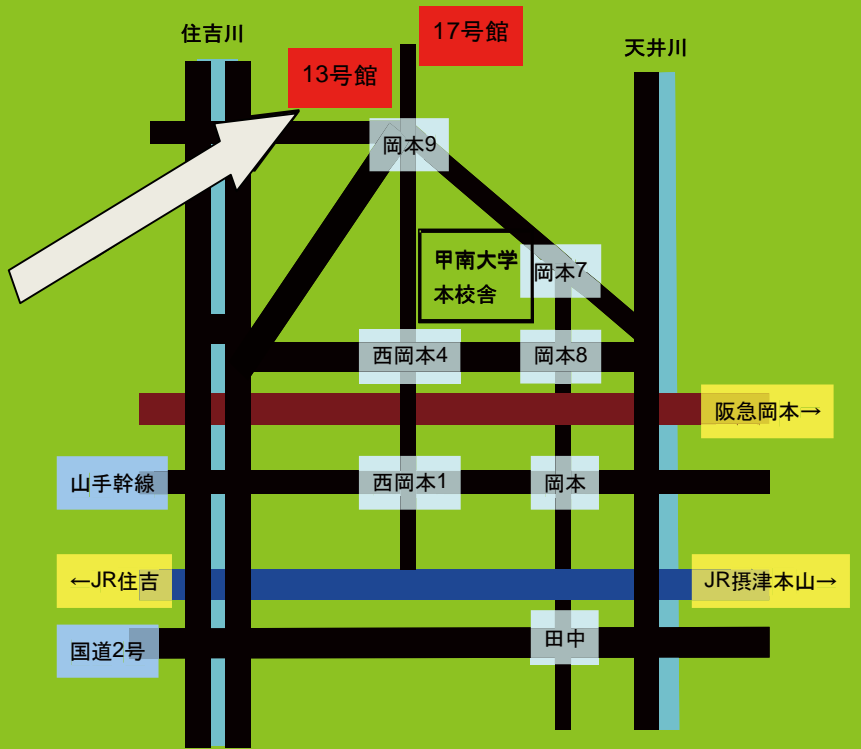 住吉川
17号館
天井川
13号館
岡本9
甲南大学
本校舎
岡本7
西岡本4
岡本8
阪急岡本→
山手幹線
西岡本1
岡本
←JR住吉
JR摂津本山→
国道2号
田中